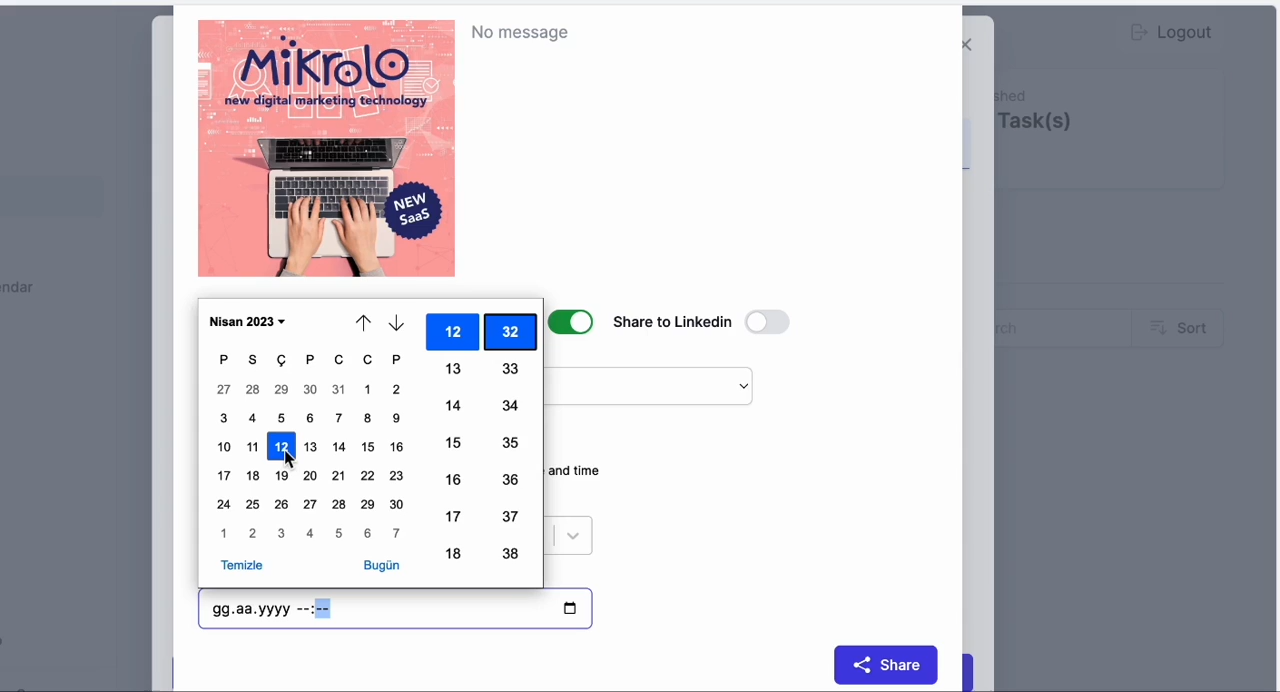 Mikrolo
new digital marketing technology
NEW
SaaS
No message
Logout
shed
Task(s)
endar
rch
Sort
Nisan 2023
Share to Linkedin
P S Ç P C C P
27 28 29 30 31 1 2
3 4 5 6 7 8 9
10 11 12 13 14 15 16
17 18 19 20 21 22 23
24 25 26 27 28 29 30
1 2 3 4 5 6 7
Temizle Bugün
12 32
13 33
14 34
15 35
16 36
17 37
18 38
and time
gg.aa.yyyy --:--
Share